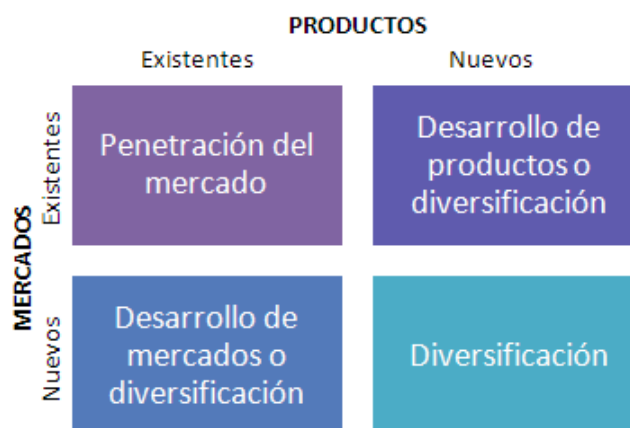 PRODUCTOS
Existentes
Nuevos
MERCADOS
Existentes
Penetración del
mercado
Desarrollo de
productos o
diversificación
Nuevos
Desarrollo de
mercados o
diversificación
Diversificación